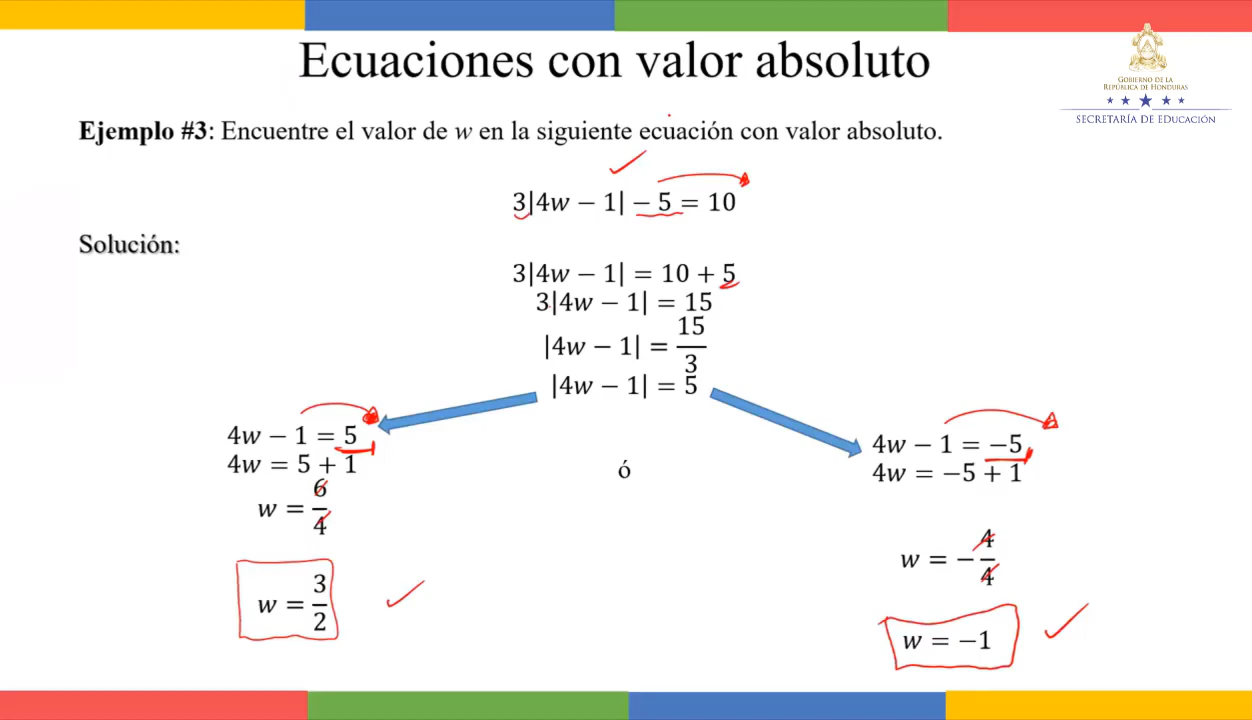 Ecuaciones con valor absoluto
GOBIERNO DE LA
REPÚBLICA DE HONDURAS
SECRETARÍA DE EDUCACIÓN
Ejemplo #3: Encuentre el valor de w en la siguiente ecuación con valor absoluto.
3|4w − 1| − 5 = 10
Solución:
3|4w − 1| = 10 + 5
3|4w − 1| = 15
|4w − 1| = 15/3
|4w − 1| = 5
4w − 1 = 5
4w = 5 + 1
w = 6/4
w = 3/2
ó
4w − 1 = −5
4w = −5 + 1
w = −4/4
w = −1